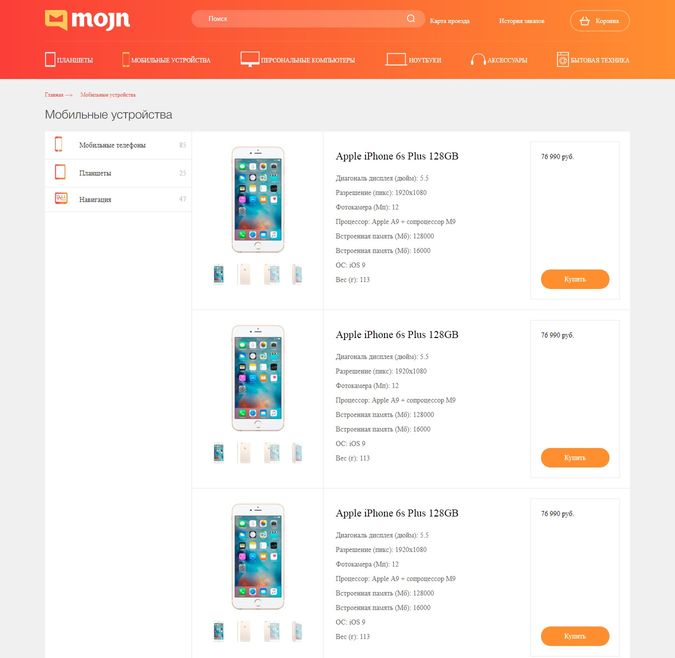 mojn
Поиск
Карта проезда
История заказов
Корзина
ПЛАНШЕТЫ
МОБИЛЬНЫЕ УСТРОЙСТВА
ПЕРСОНАЛЬНЫЕ КОМПЬЮТЕРЫ
НОУТБУКИ
АКСЕССУАРЫ
БЫТОВАЯ ТЕХНИКА
Главная —> Мобильные устройства
Мобильные устройства
Мобильные телефоны 85
Планшеты 25
Навигация 47
Apple iPhone 6s Plus 128GB
Диагональ дисплея (дюйм): 5.5
Разрешение (пикс): 1920x1080
Фотокамера (Мп): 12
Процессор: Apple A9 + сопроцессор M9
Встроенная память (Мб): 128000
Встроенная память (Мб): 16000
ОС: iOS 9
Вес (г): 113
76 990 руб.
Купить
Apple iPhone 6s Plus 128GB
Диагональ дисплея (дюйм): 5.5
Разрешение (пикс): 1920x1080
Фотокамера (Мп): 12
Процессор: Apple A9 + сопроцессор M9
Встроенная память (Мб): 128000
Встроенная память (Мб): 16000
ОС: iOS 9
Вес (г): 113
76 990 руб.
Купить
Apple iPhone 6s Plus 128GB
Диагональ дисплея (дюйм): 5.5
Разрешение (пикс): 1920x1080
Фотокамера (Мп): 12
Процессор: Apple A9 + сопроцессор M9
Встроенная память (Мб): 128000
Встроенная память (Мб): 16000
ОС: iOS 9
Вес (г): 113
76 990 руб.
Купить